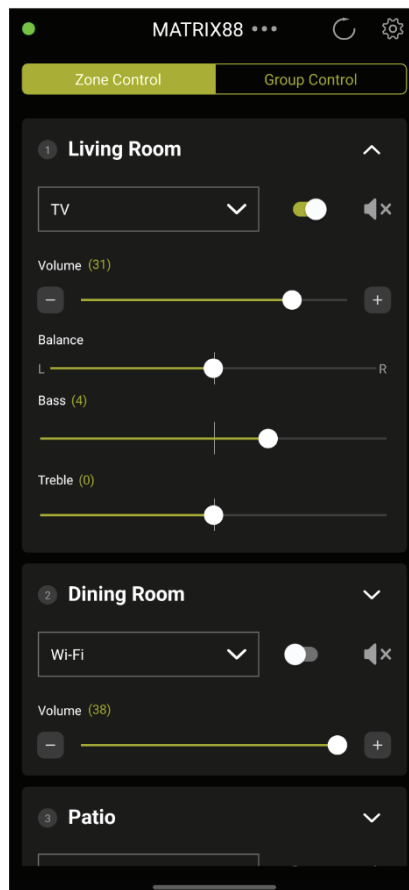 MATRIX88 •••
Zone Control Group Control
1 Living Room
TV
Volume (31)
− +
Balance
L R
Bass (4)
Treble (0)
2 Dining Room
Wi-Fi
Volume (38)
− +
3 Patio